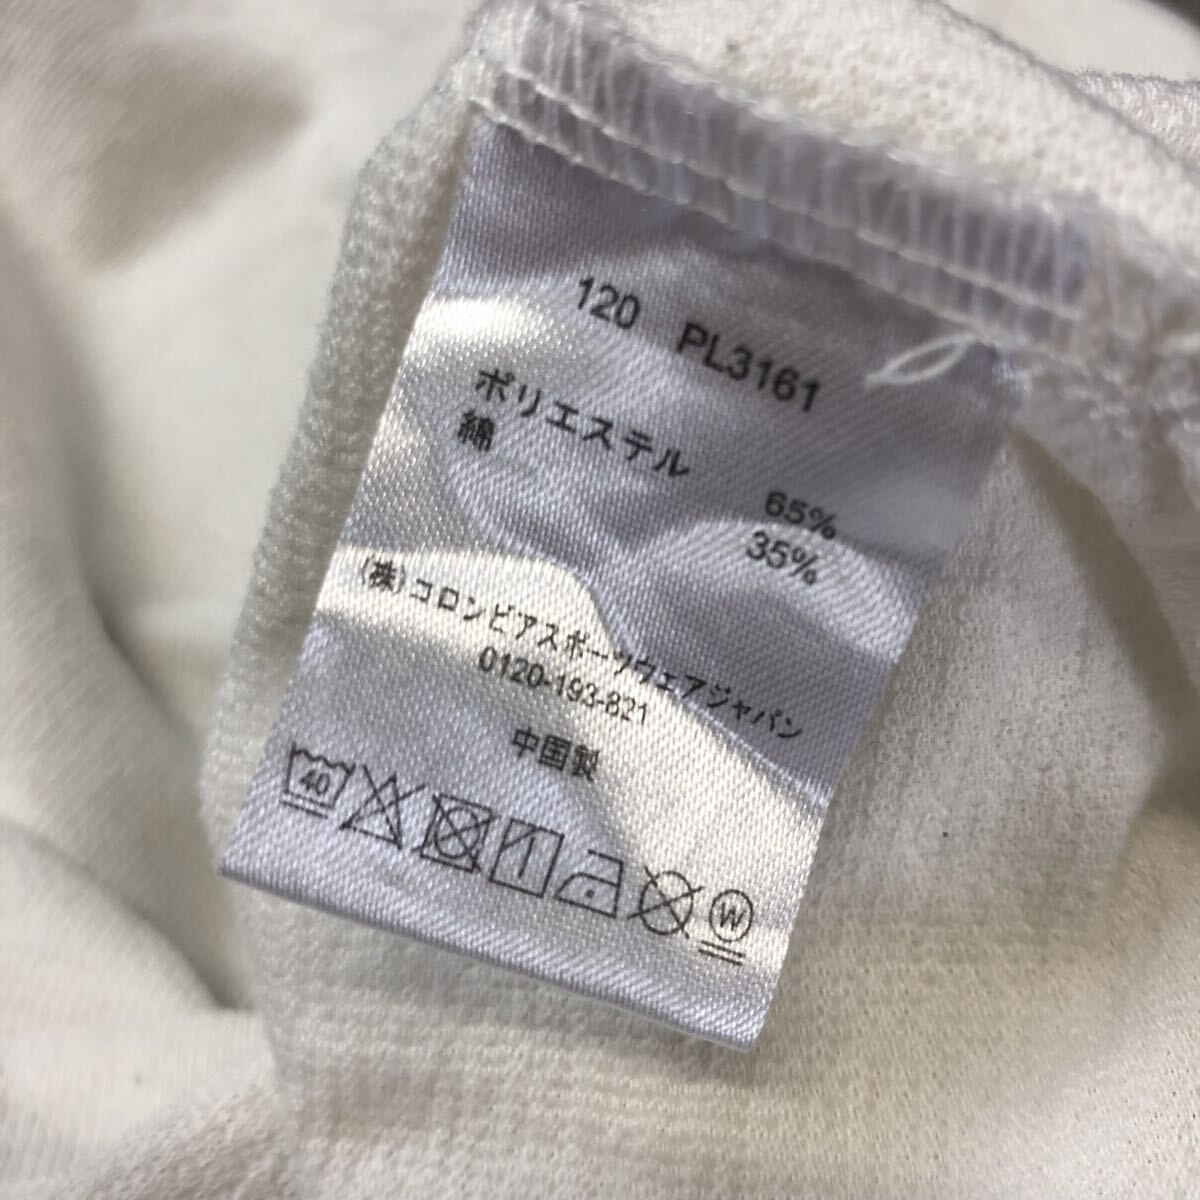 120 PL3161
ポリエステル 65%
綿 35%
(株)コロンビアスポーツウェアジャパン
0120-193-821
中国製
40 W